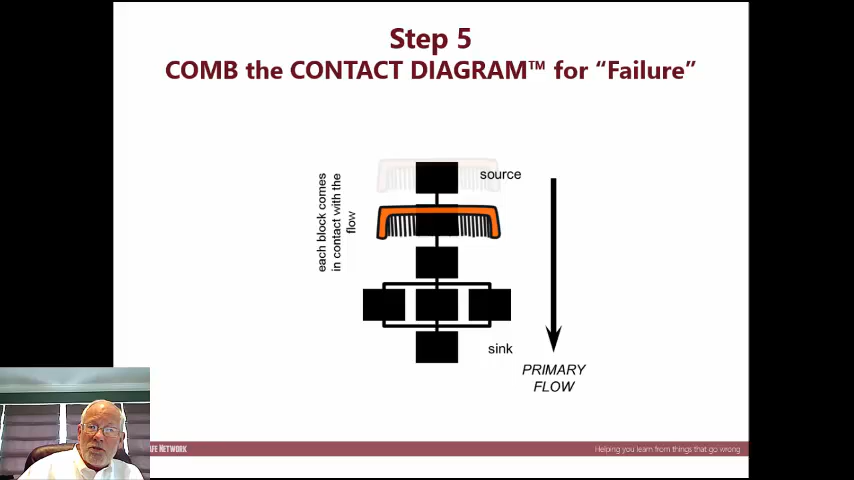 Step 5
COMB the CONTACT DIAGRAM™ for “Failure”
each block comes
in contact with the
flow
source
sink
PRIMARY
FLOW
NETWORK
Helping you learn from things that go wrong